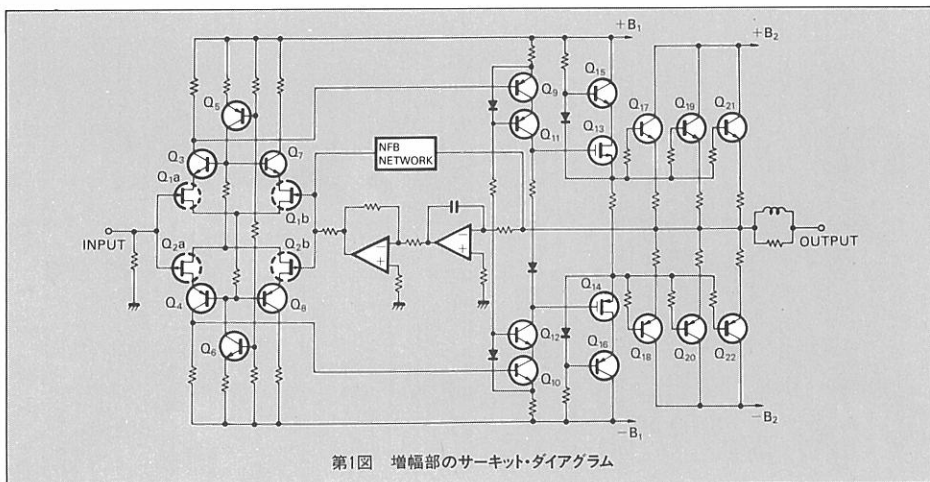 +B₁
+B₂
Q₁₅
Q₉
Q₁₇
Q₁₉
Q₂₁
Q₅
Q₁₁
Q₁₃
Q₃
Q₇
NFB
NETWORK
Q₁a
Q₁b
INPUT
OUTPUT
Q₂a
Q₂b
+
−
+
Q₁₄
Q₄
Q₈
Q₁₂
Q₆
Q₁₆
Q₁₈
Q₂₀
Q₂₂
Q₁₀
−B₂
−B₁
第1図 増幅部のサーキット・ダイアグラム